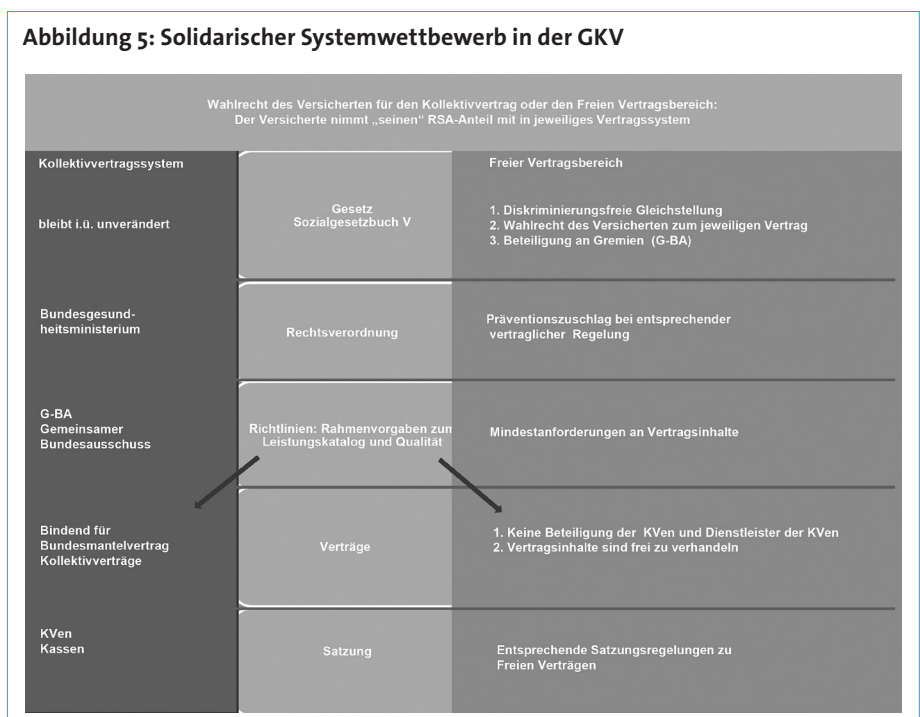 Abbildung 5: Solidarischer Systemwettbewerb in der GKV
Wahlrecht des Versicherten für den Kollektivvertrag oder den Freien Vertragsbereich:
Der Versicherte nimmt „seinen“ RSA-Anteil mit in jeweiliges Vertragssystem
Kollektivvertragssystem
bleibt i.ü. unverändert
Gesetz
Sozialgesetzbuch V
Freier Vertragsbereich
1. Diskriminierungsfreie Gleichstellung
2. Wahlrecht des Versicherten zum jeweiligen Vertrag
3. Beteiligung an Gremien (G-BA)
Bundesgesund-
heitsministerium
Rechtsverordnung
Präventionszuschlag bei entsprechender
vertraglicher Regelung
G-BA
Gemeinsamer
Bundesausschuss
Richtlinien: Rahmenvorgaben zum
Leistungskatalog und Qualität
Mindestanforderungen an Vertragsinhalte
Bindend für
Bundesmantelvertrag
Kollektivverträge
Verträge
1. Keine Beteiligung der KVen und Dienstleister der KVen
2. Vertragsinhalte sind frei zu verhandeln
KVen
Kassen
Satzung
Entsprechende Satzungsregelungen zu
Freien Verträgen